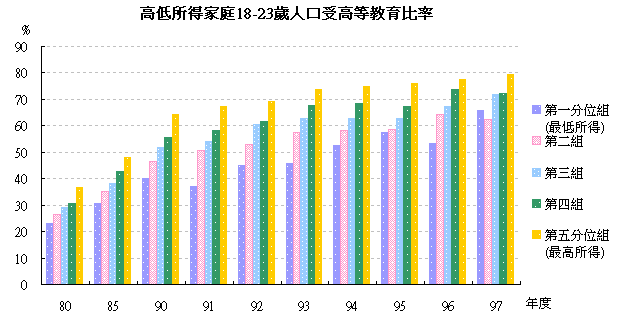 高低所得家庭18-23歲人口受高等教育比率
%
90
80
70
60
50
40
30
20
10
0
80 85 90 91 92 93 94 95 96 97 年度
第一分位組
(最低所得)
第二組
第三組
第四組
第五分位組
(最高所得)